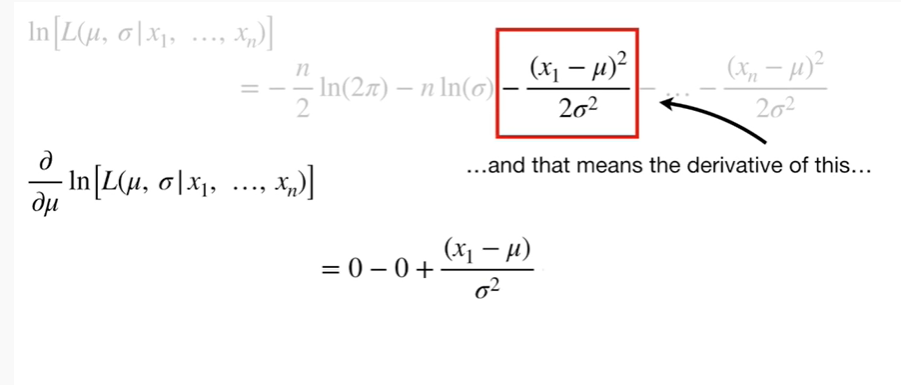 ln[L(μ, σ|x₁, …, xₙ)]
= − n/2 ln(2π) − n ln(σ) − (x₁ − μ)²/2σ² − … − (xₙ − μ)²/2σ²
…and that means the derivative of this…
∂/∂μ ln[L(μ, σ|x₁, …, xₙ)]
= 0 − 0 + (x₁ − μ)/σ²